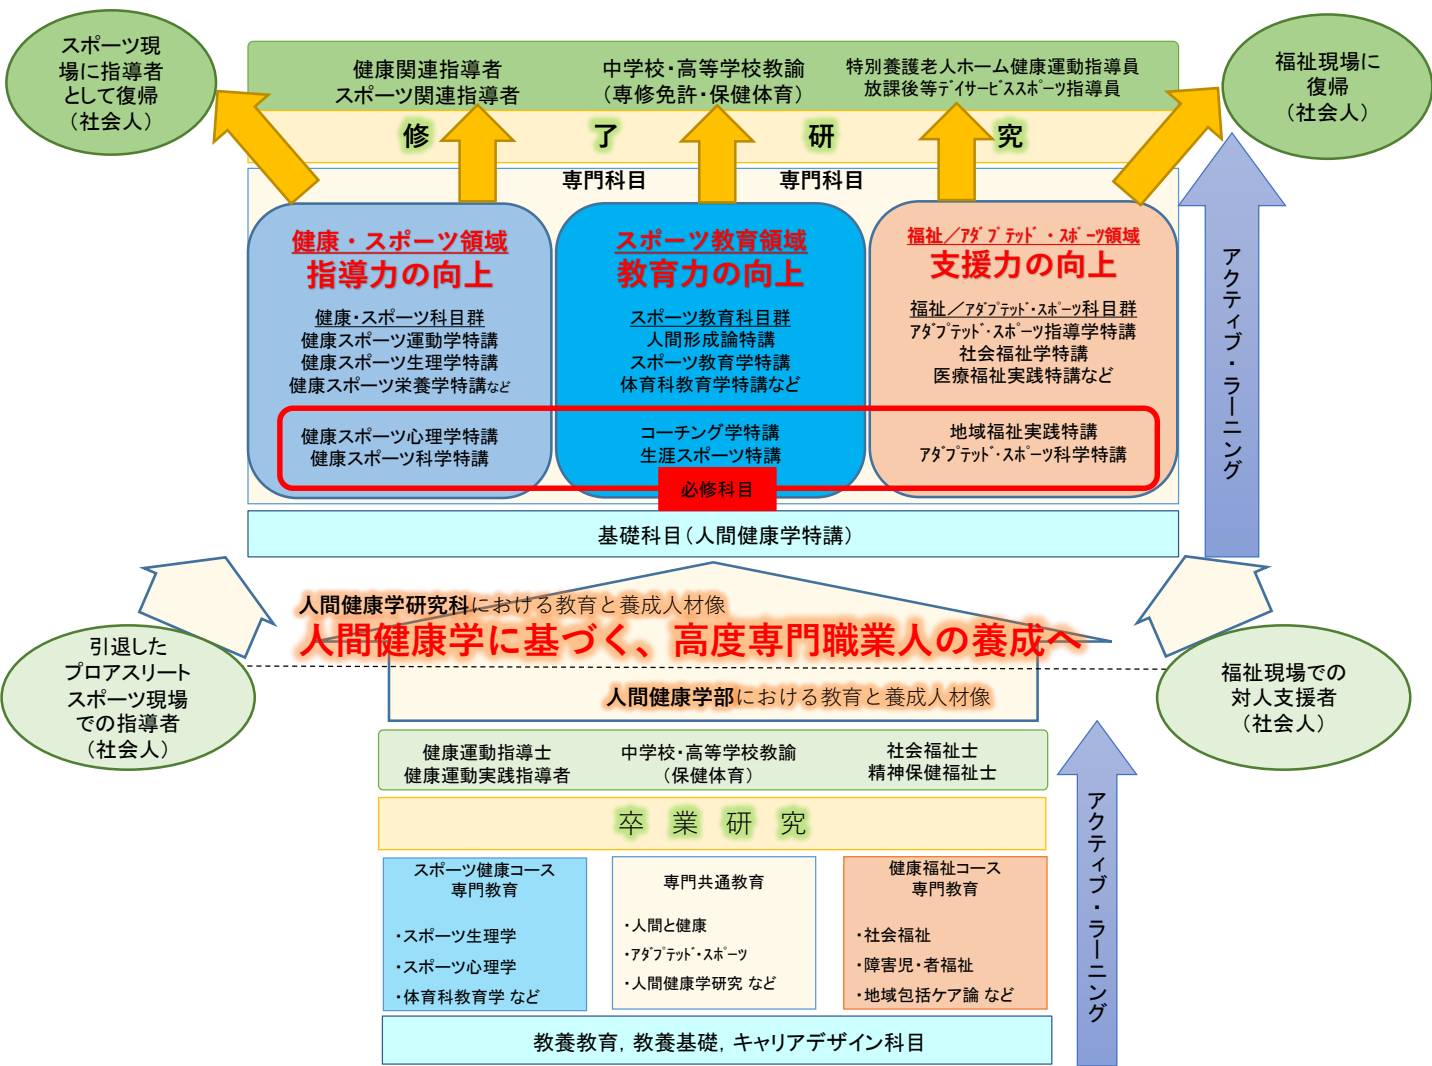 スポーツ現
場に指導者
として復帰
（社会人）
健康関連指導者
スポーツ関連指導者
中学校・高等学校教諭
（専修免許・保健体育）
特別養護老人ホーム健康運動指導員
放課後等ﾃﾞｲｻｰﾋﾞｽｽﾎﾟｰﾂ指導員
福祉現場に
復帰
（社会人）
修了研究
専門科目
専門科目
健康・スポーツ領域
指導力の向上
健康・スポーツ科目群
健康スポーツ運動学特講
健康スポーツ生理学特講
健康スポーツ栄養学特講など
健康スポーツ心理学特講
健康スポーツ科学特講
スポーツ教育領域
教育力の向上
スポーツ教育科目群
人間形成論特講
スポーツ教育学特講
体育科教育学特講など
コーチング学特講
生涯スポーツ特講
福祉／ｱﾀﾞﾌﾟﾃｯﾄﾞ・ｽﾎﾟｰﾂ領域
支援力の向上
福祉／ｱﾀﾞﾌﾟﾃｯﾄﾞ・ｽﾎﾟｰﾂ科目群
ｱﾀﾞﾌﾟﾃｯﾄﾞ・ｽﾎﾟｰﾂ指導学特講
社会福祉学特講
医療福祉実践特講など
地域福祉実践特講
ｱﾀﾞﾌﾟﾃｯﾄﾞ・ｽﾎﾟｰﾂ科学特講
必修科目
アクティブ・ラーニング
基礎科目（人間健康学特講）
人間健康学研究科における教育と養成人材像
人間健康学に基づく、高度専門職業人の養成へ
人間健康学部における教育と養成人材像
引退した
プロアスリート
スポーツ現場
での指導者
（社会人）
福祉現場での
対人支援者
（社会人）
健康運動指導士
健康運動実践指導者
中学校・高等学校教諭
（保健体育）
社会福祉士
精神保健福祉士
卒業研究
スポーツ健康コース
専門教育
・スポーツ生理学
・スポーツ心理学
・体育科教育学 など
専門共通教育
・人間と健康
・ｱﾀﾞﾌﾟﾃｯﾄﾞ・ｽﾎﾟｰﾂ
・人間健康学研究 など
健康福祉コース
専門教育
・社会福祉
・障害児・者福祉
・地域包括ケア論 など
アクティブ・ラーニング
教養教育，教養基礎，キャリアデザイン科目